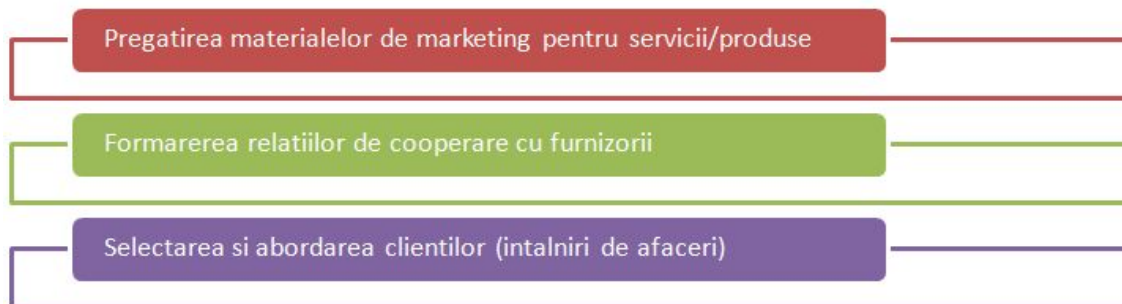 Pregatirea materialelor de marketing pentru servicii/produse
Formarerea relatiilor de cooperare cu furnizorii
Selectarea si abordarea clientilor (intalniri de afaceri)